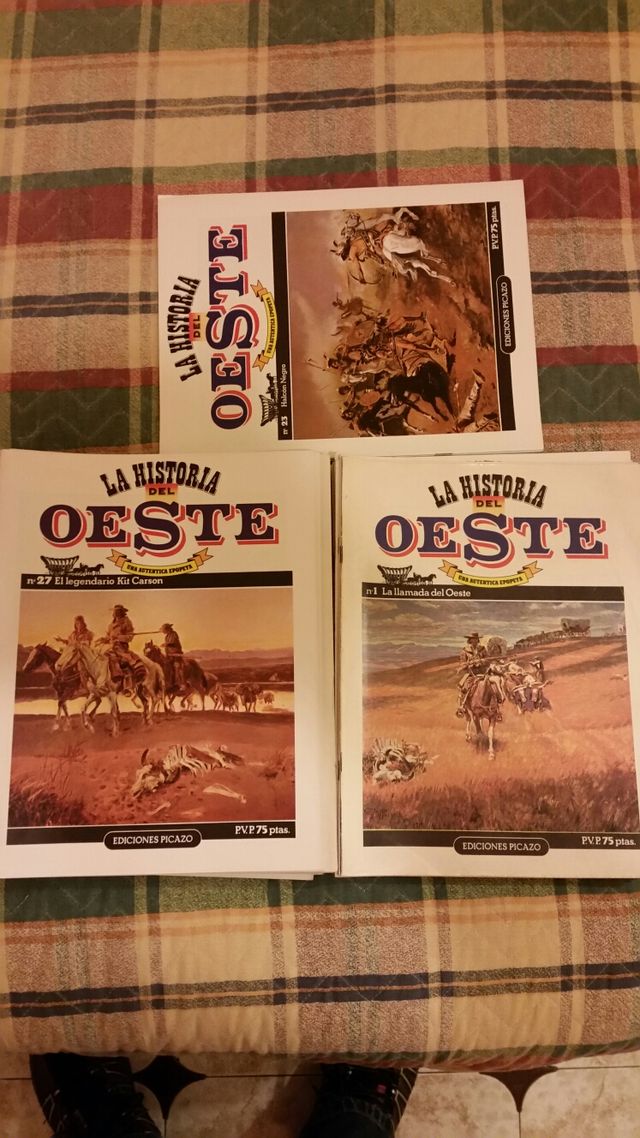 LA HISTORIA
DEL
OESTE
UNA AUTENTICA EPOPEYA
nº 23 Halcón Negro
P.V.P. 75 ptas.
EDICIONES PICAZO
LA HISTORIA
DEL
OESTE
UNA AUTENTICA EPOPEYA
nº 27 El legendario Kit Carson
EDICIONES PICAZO
P.V.P. 75 ptas.
LA HISTORIA
DEL
OESTE
UNA AUTENTICA EPOPEYA
nº 1 La llamada del Oeste
EDICIONES PICAZO
P.V.P. 75 ptas.